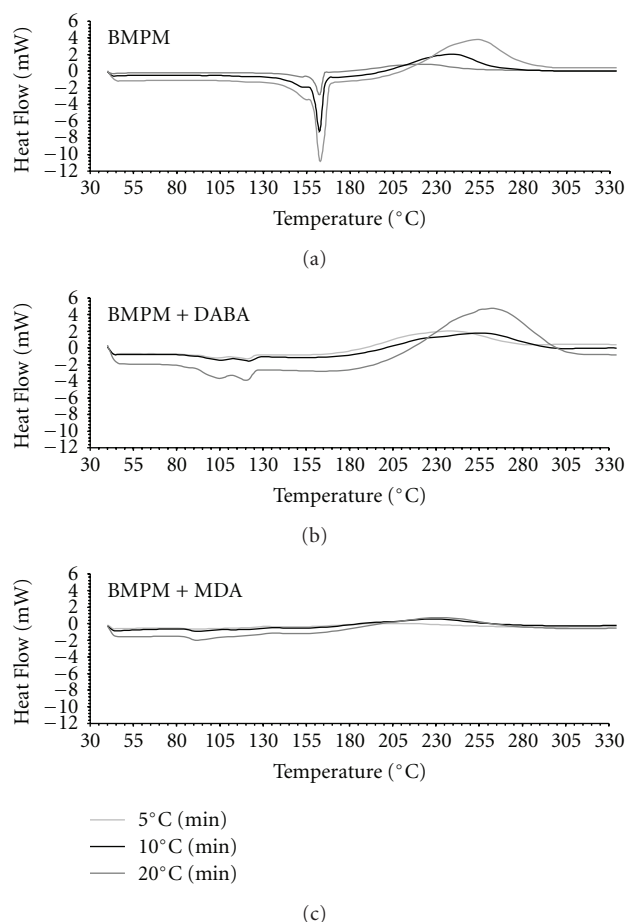 BMPM
Heat Flow (mW)
6
4
2
0
−2
−4
−6
−8
−10
−12
30 55 80 105 130 155 180 205 230 255 280 305 330
Temperature (°C)
(a)
BMPM + DABA
Heat Flow (mW)
6
4
2
0
−2
−4
−6
−8
−10
−12
30 55 80 105 130 155 180 205 230 255 280 305 330
Temperature (°C)
(b)
BMPM + MDA
Heat Flow (mW)
6
4
2
0
−2
−4
−6
−8
−10
−12
30 55 80 105 130 155 180 205 230 255 280 305 330
Temperature (°C)
5°C (min)
10°C (min)
20°C (min)
(c)